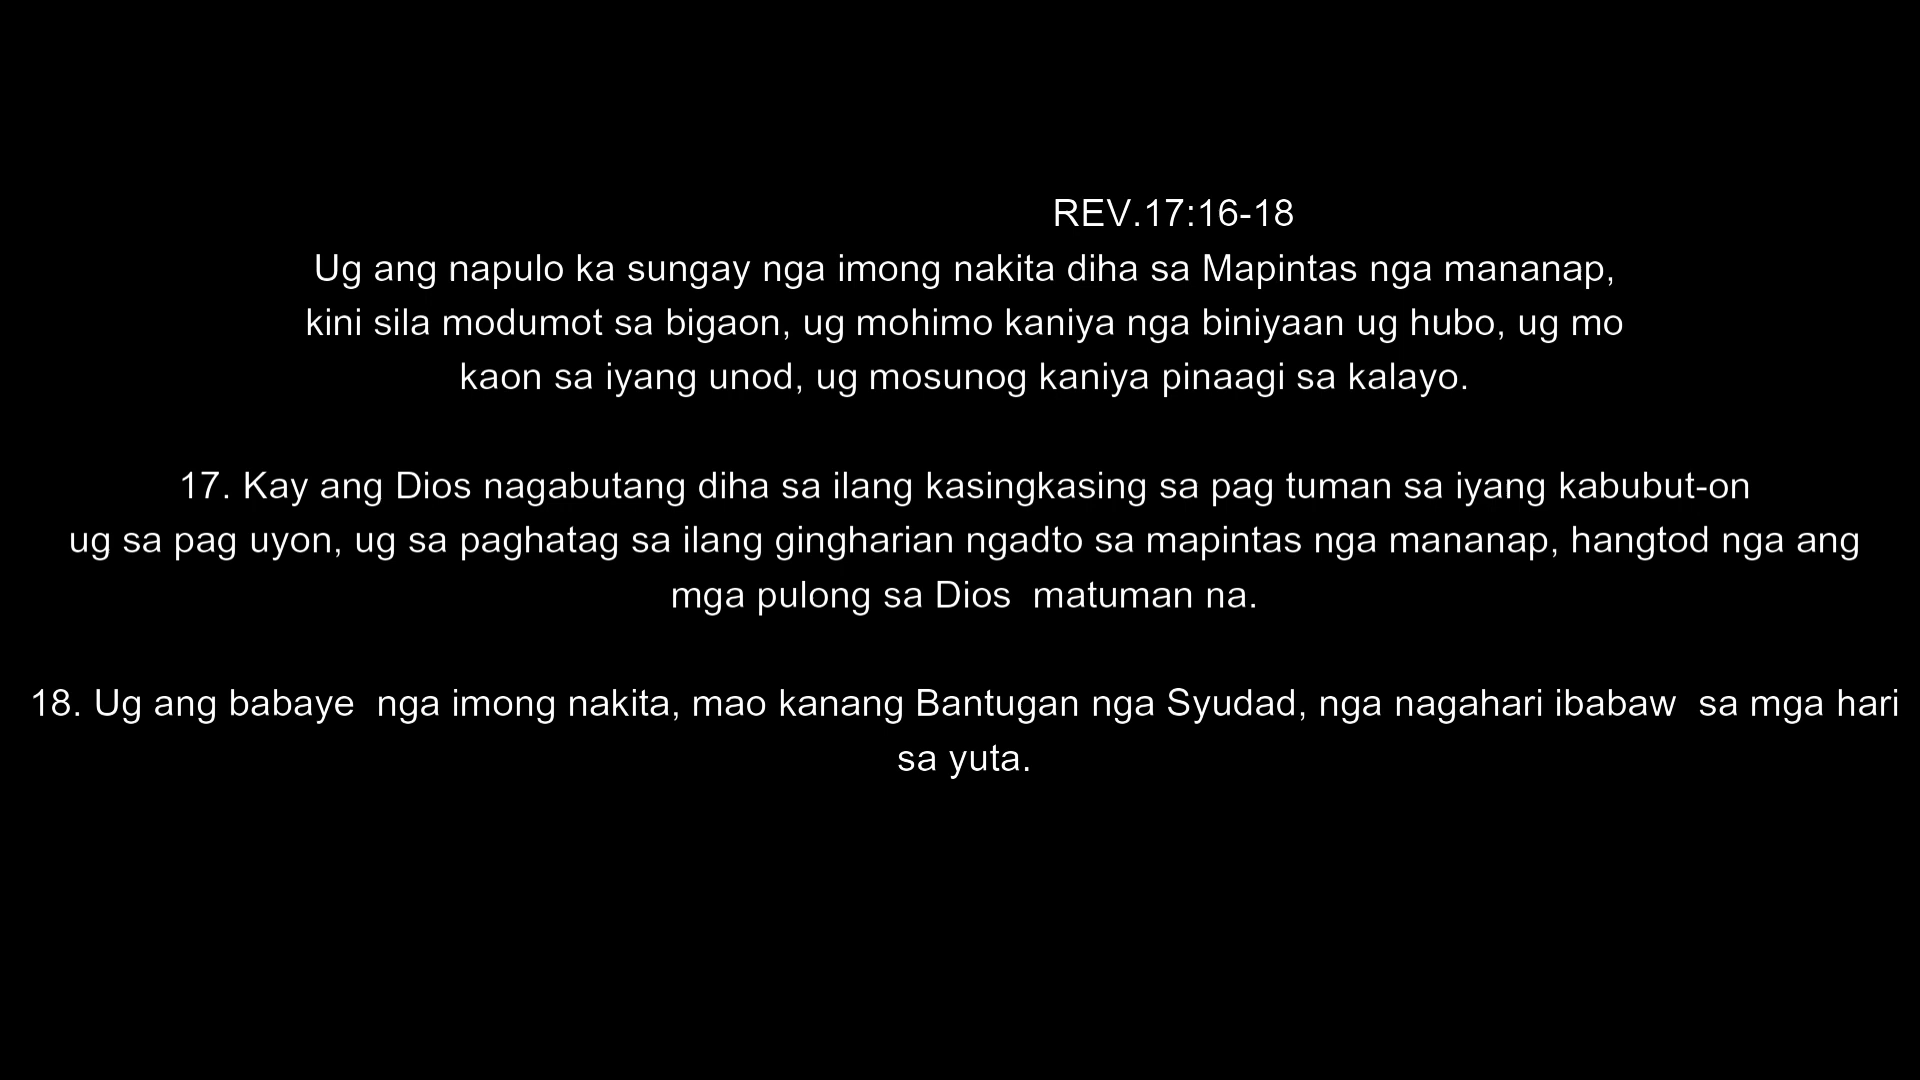 REV.17:16-18
Ug ang napulo ka sungay nga imong nakita diha sa Mapintas nga mananap,
kini sila modumot sa bigaon, ug mohimo kaniya nga biniyaan ug hubo, ug mo
kaon sa iyang unod, ug mosunog kaniya pinaagi sa kalayo.
17. Kay ang Dios nagabutang diha sa ilang kasingkasing sa pag tuman sa iyang kabubut-on
ug sa pag uyon, ug sa paghatag sa ilang gingharian ngadto sa mapintas nga mananap, hangtod nga ang
mga pulong sa Dios  matuman na.
18. Ug ang babaye  nga imong nakita, mao kanang Bantugan nga Syudad, nga nagahari ibabaw  sa mga hari
sa yuta.